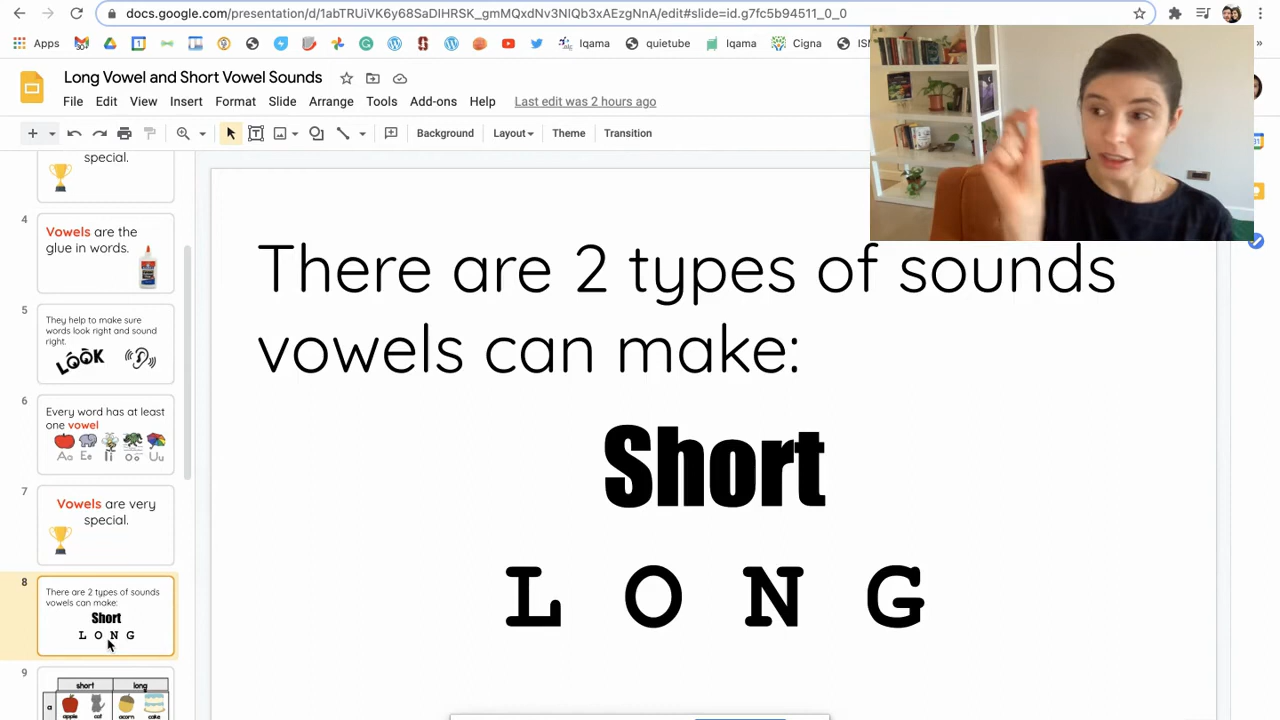 docs.google.com/presentation/d/1abTRUiVK6y68SaDIHRSK_gmMQxdNv3NIQb3xAEzgNnA/edit#slide=id.g7fc5b94511_0_0
Apps
Iqama
quietube
Iqama
Cigna
»
Long Vowel and Short Vowel Sounds
File Edit View Insert Format Slide Arrange Tools Add-ons Help Last edit was 2 hours ago
Background Layout Theme Transition
special.
4
Vowels are the
glue in words.
5
They help to make sure
words look right and sound
right.
LOOK
6
Every word has at least
one vowel
Aa Ee Ii Oo Uu
7
Vowels are very
special.
8
There are 2 types of sounds
vowels can make:
Short
L O N G
9
short long
a
apple cat acorn cake
There are 2 types of sounds
vowels can make:
Short
L O N G